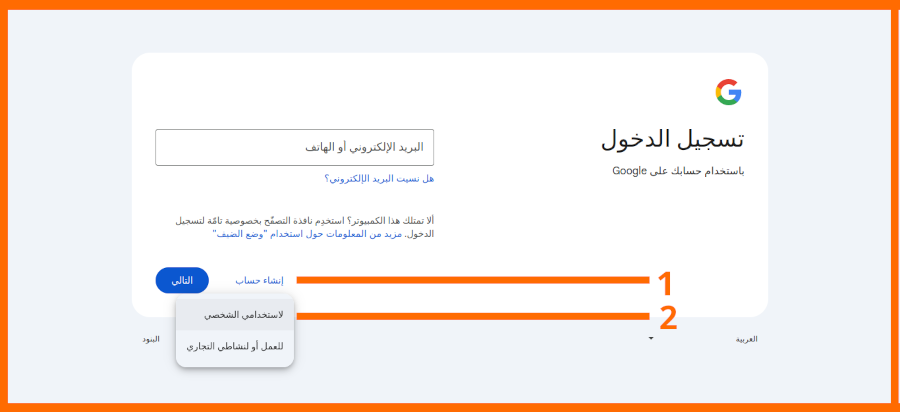 تسجيل الدخول
باستخدام حسابك على Google
البريد الإلكتروني أو الهاتف
هل نسيت البريد الإلكتروني؟
ألا تمتلك هذا الكمبيوتر؟ استخدِم نافذة التصفّح بخصوصية تامّة لتسجيل
الدخول. مزيد من المعلومات حول استخدام "وضع الضيف"
1
إنشاء حساب
التالي
2
لاستخدامي الشخصي
للعمل أو لنشاطي التجاري
العربية
البنود